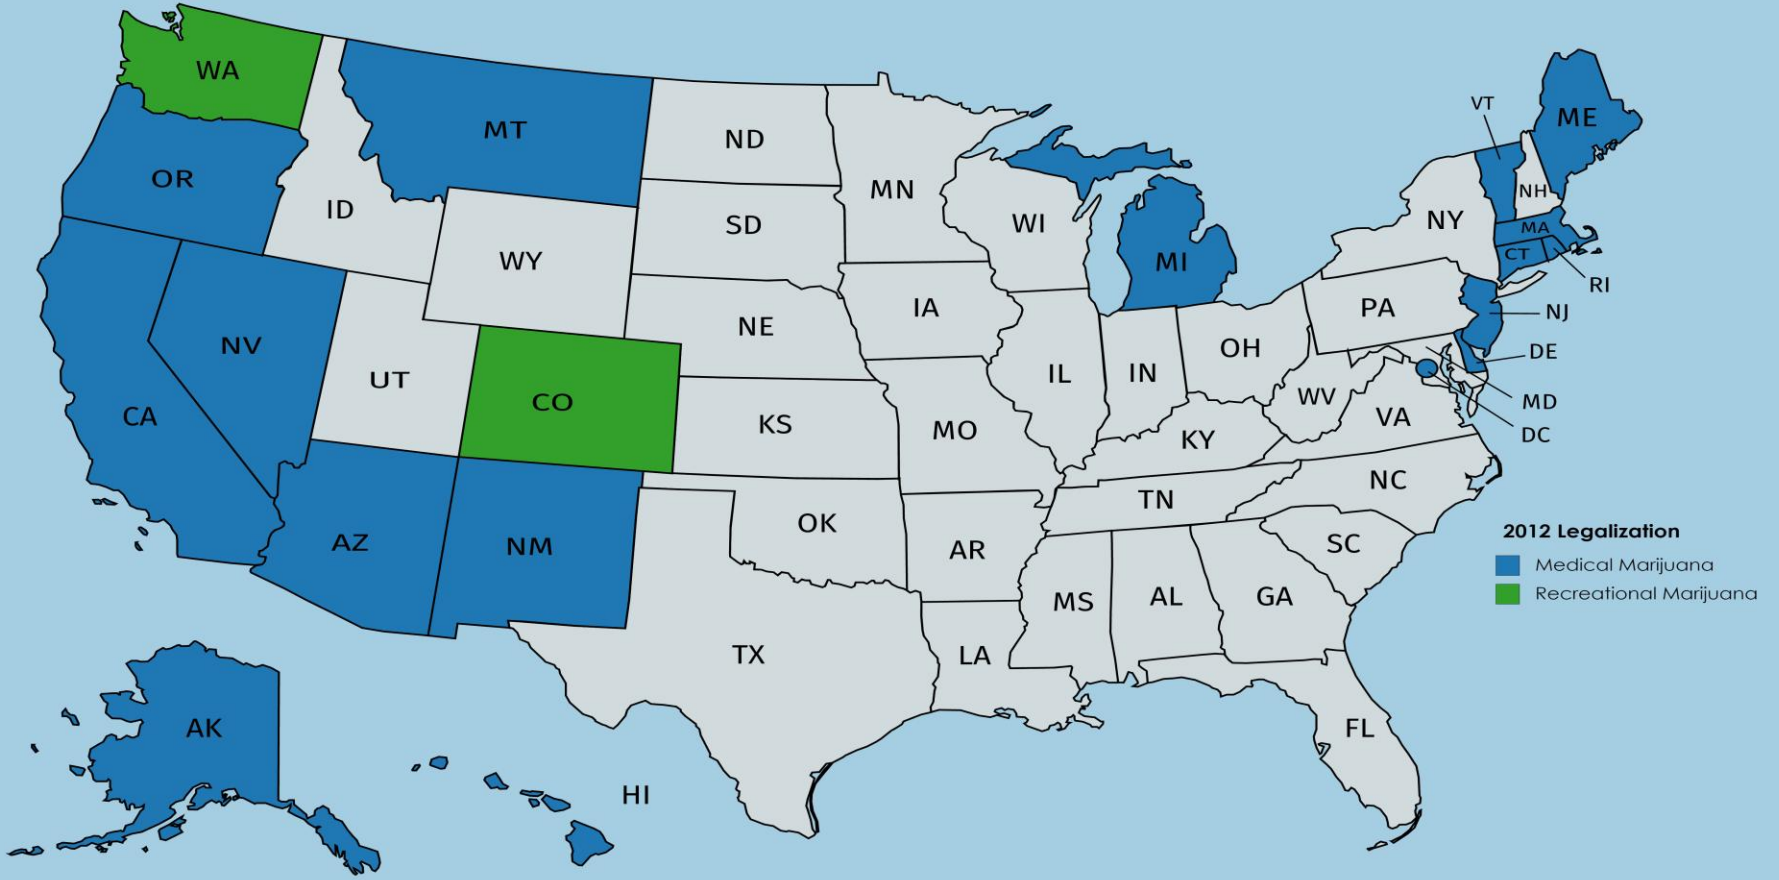 WA
VT
ME
MT
ND
OR
MN
NH
ID
SD
WI
NY
MA
WY
CT
MI
RI
IA
PA
NJ
NE
NV
OH
DE
UT
IL
IN
CO
WV
MD
CA
KS
MO
KY
VA
DC
NC
TN
OK
AZ
NM
AR
SC
2012 Legalization
Medical Marijuana
MS
AL
GA
Recreational Marijuana
TX
LA
AK
FL
HI